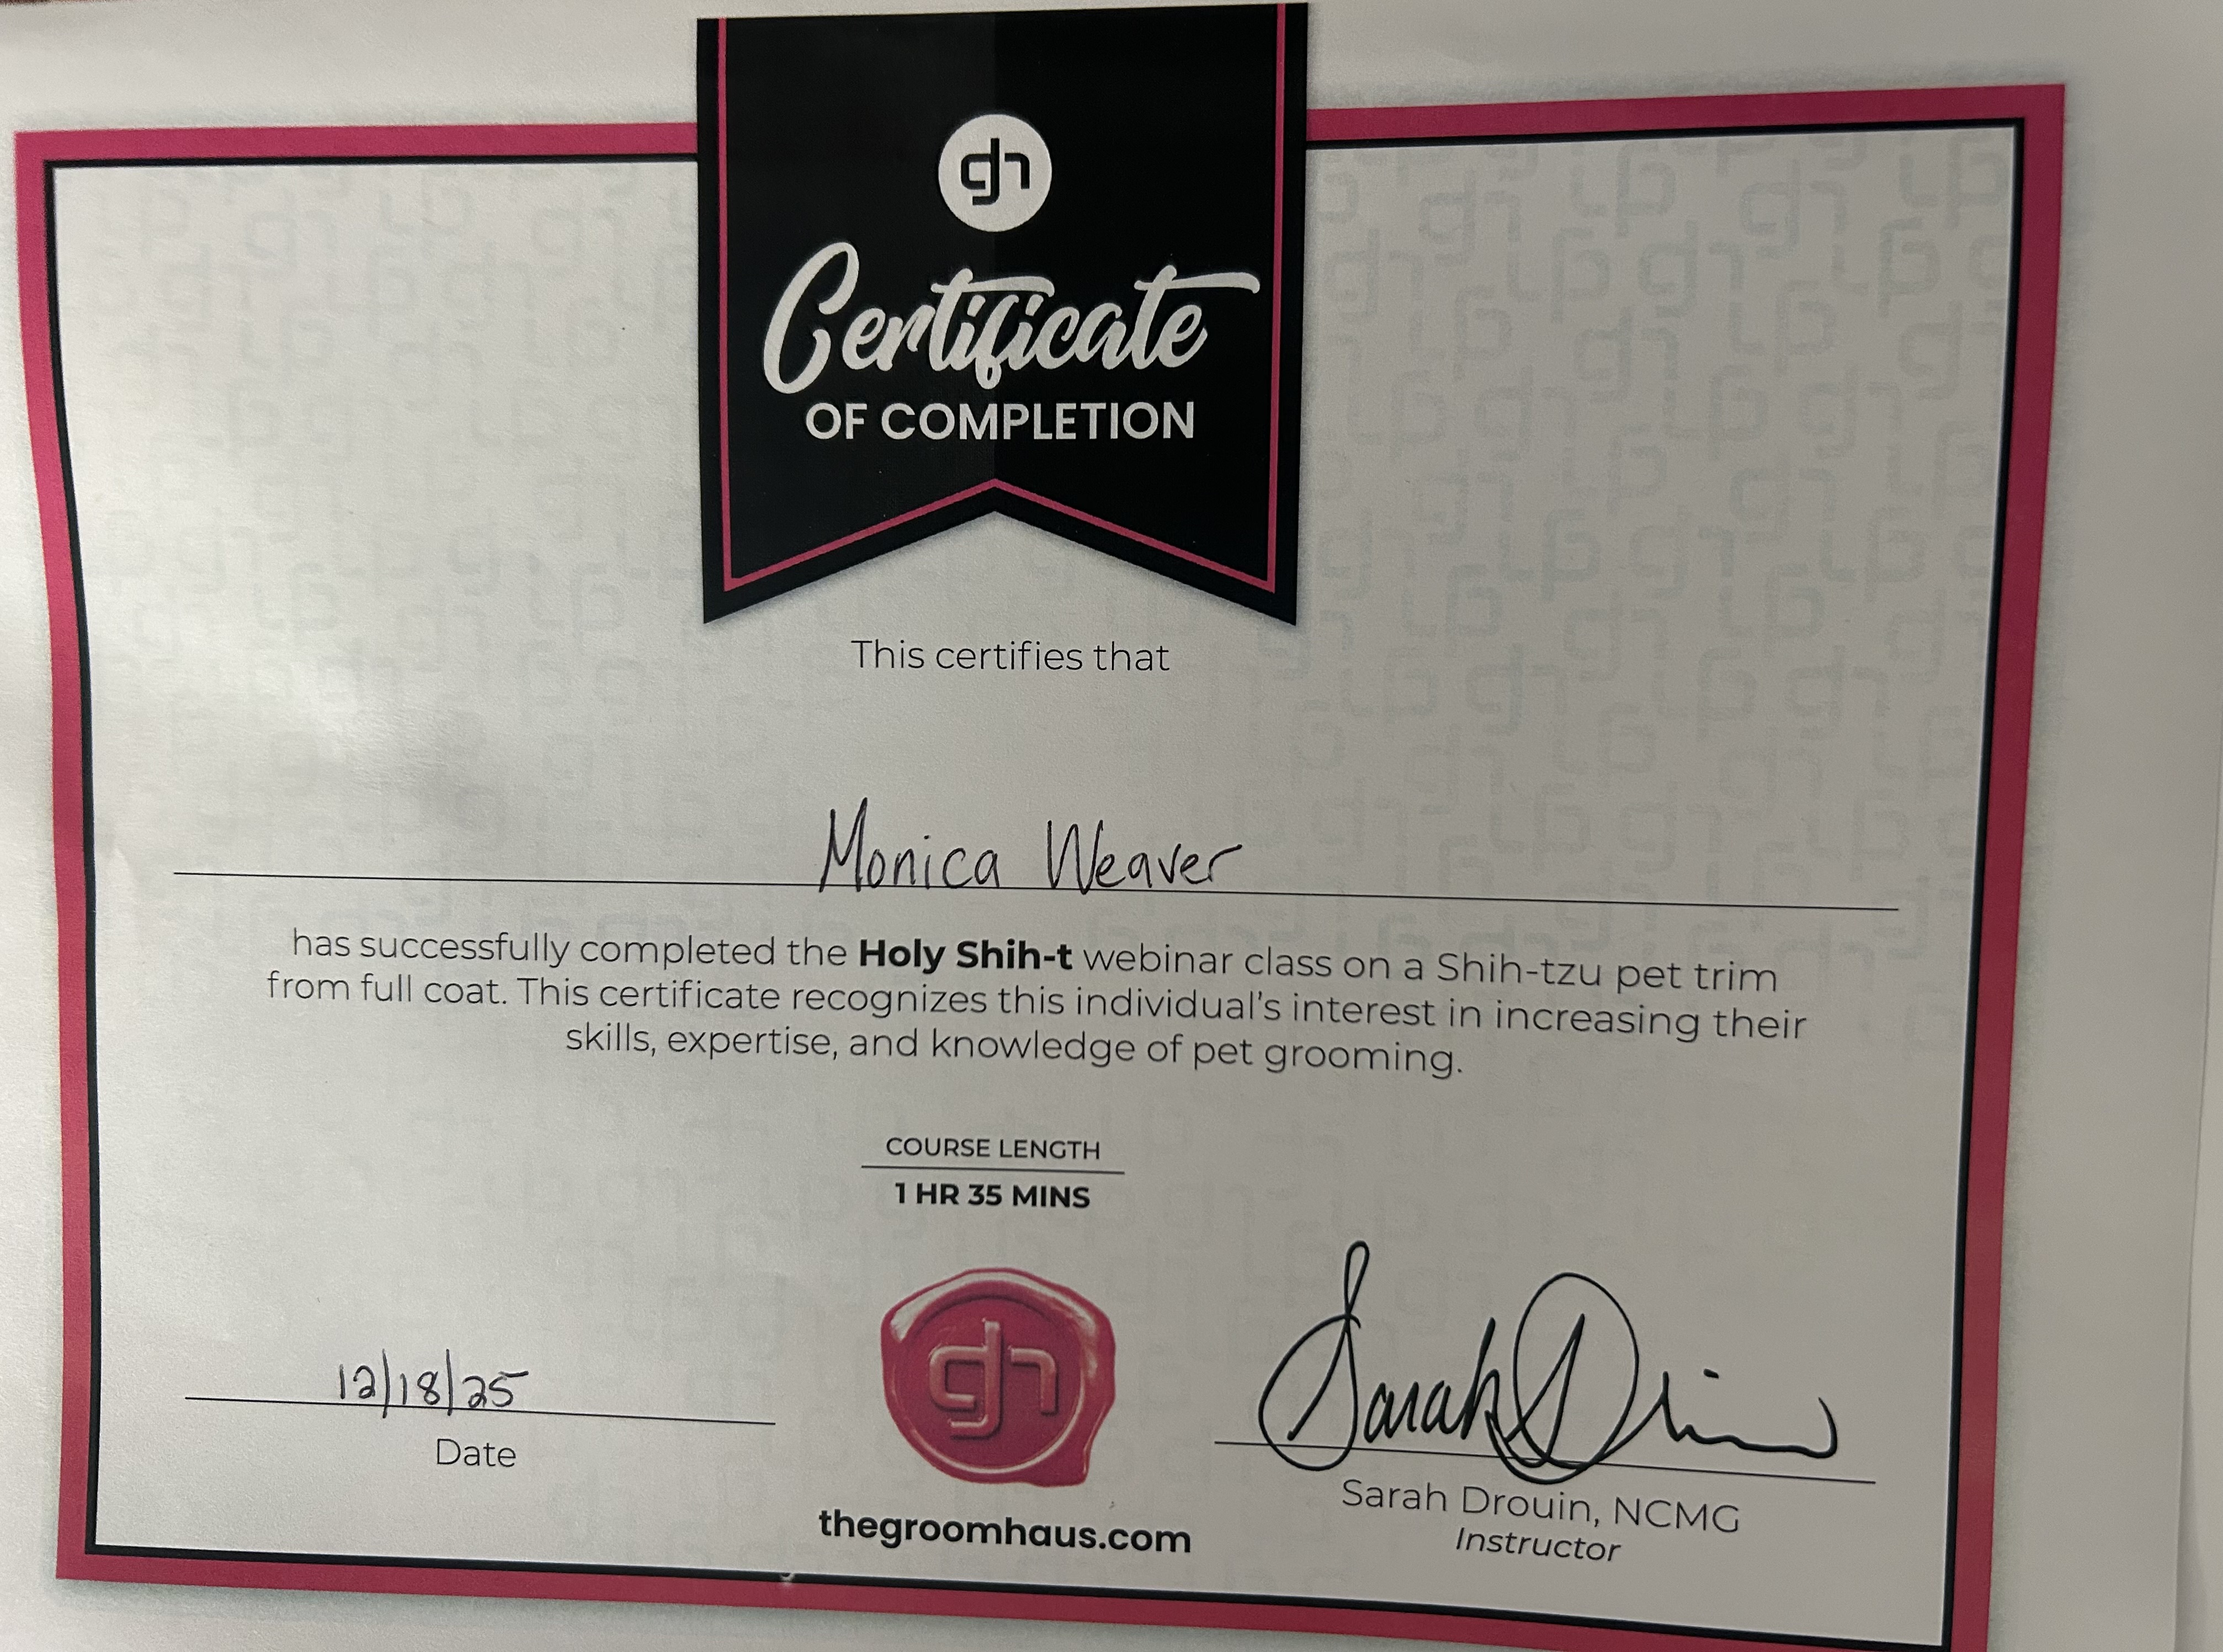 gh
Certificate
OF COMPLETION
This certifies that
Monica Weaver
has successfully completed the Holy Shih-t webinar class on a Shih-tzu pet trim
from full coat. This certificate recognizes this individual's interest in increasing their
skills, expertise, and knowledge of pet grooming.
COURSE LENGTH
1 HR 35 MINS
12/18/25
Date
gh
thegroomhaus.com
Sarah Drouin
Sarah Drouin, NCMG
Instructor